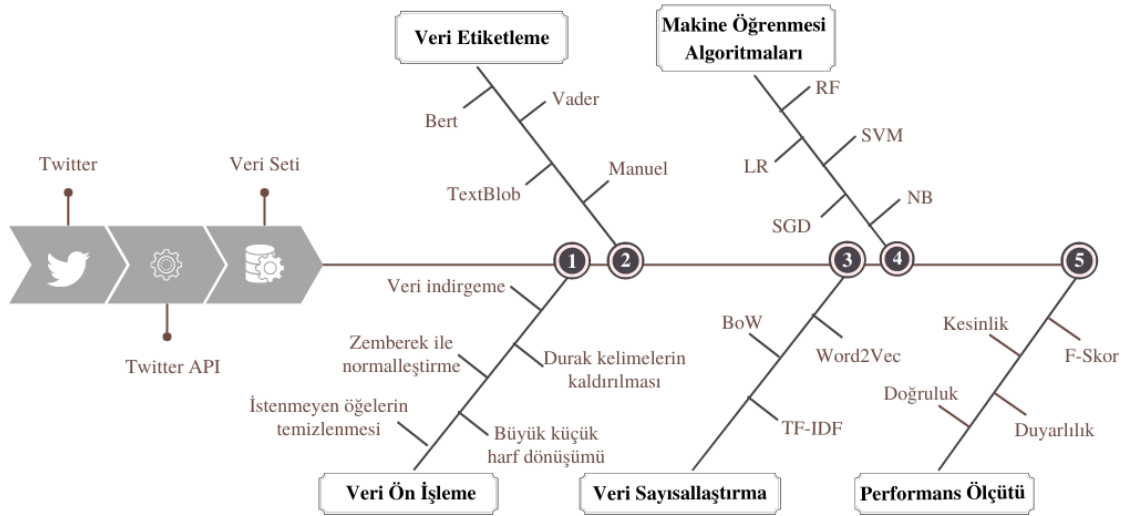 Veri Etiketleme
Makine Öğrenmesi
Algoritmaları
Bert
Vader
TextBlob
Manuel
RF
LR
SVM
SGD
NB
Twitter
Veri Seti
Twitter API
1
2
3
4
5
Veri indirgeme
Zemberek ile
normalleştirme
Durak kelimelerin
kaldırılması
İstenmeyen öğelerin
temizlenmesi
Büyük küçük
harf dönüşümü
BoW
Word2Vec
TF-IDF
Kesinlik
F-Skor
Doğruluk
Duyarlılık
Veri Ön İşleme
Veri Sayısallaştırma
Performans Ölçütü